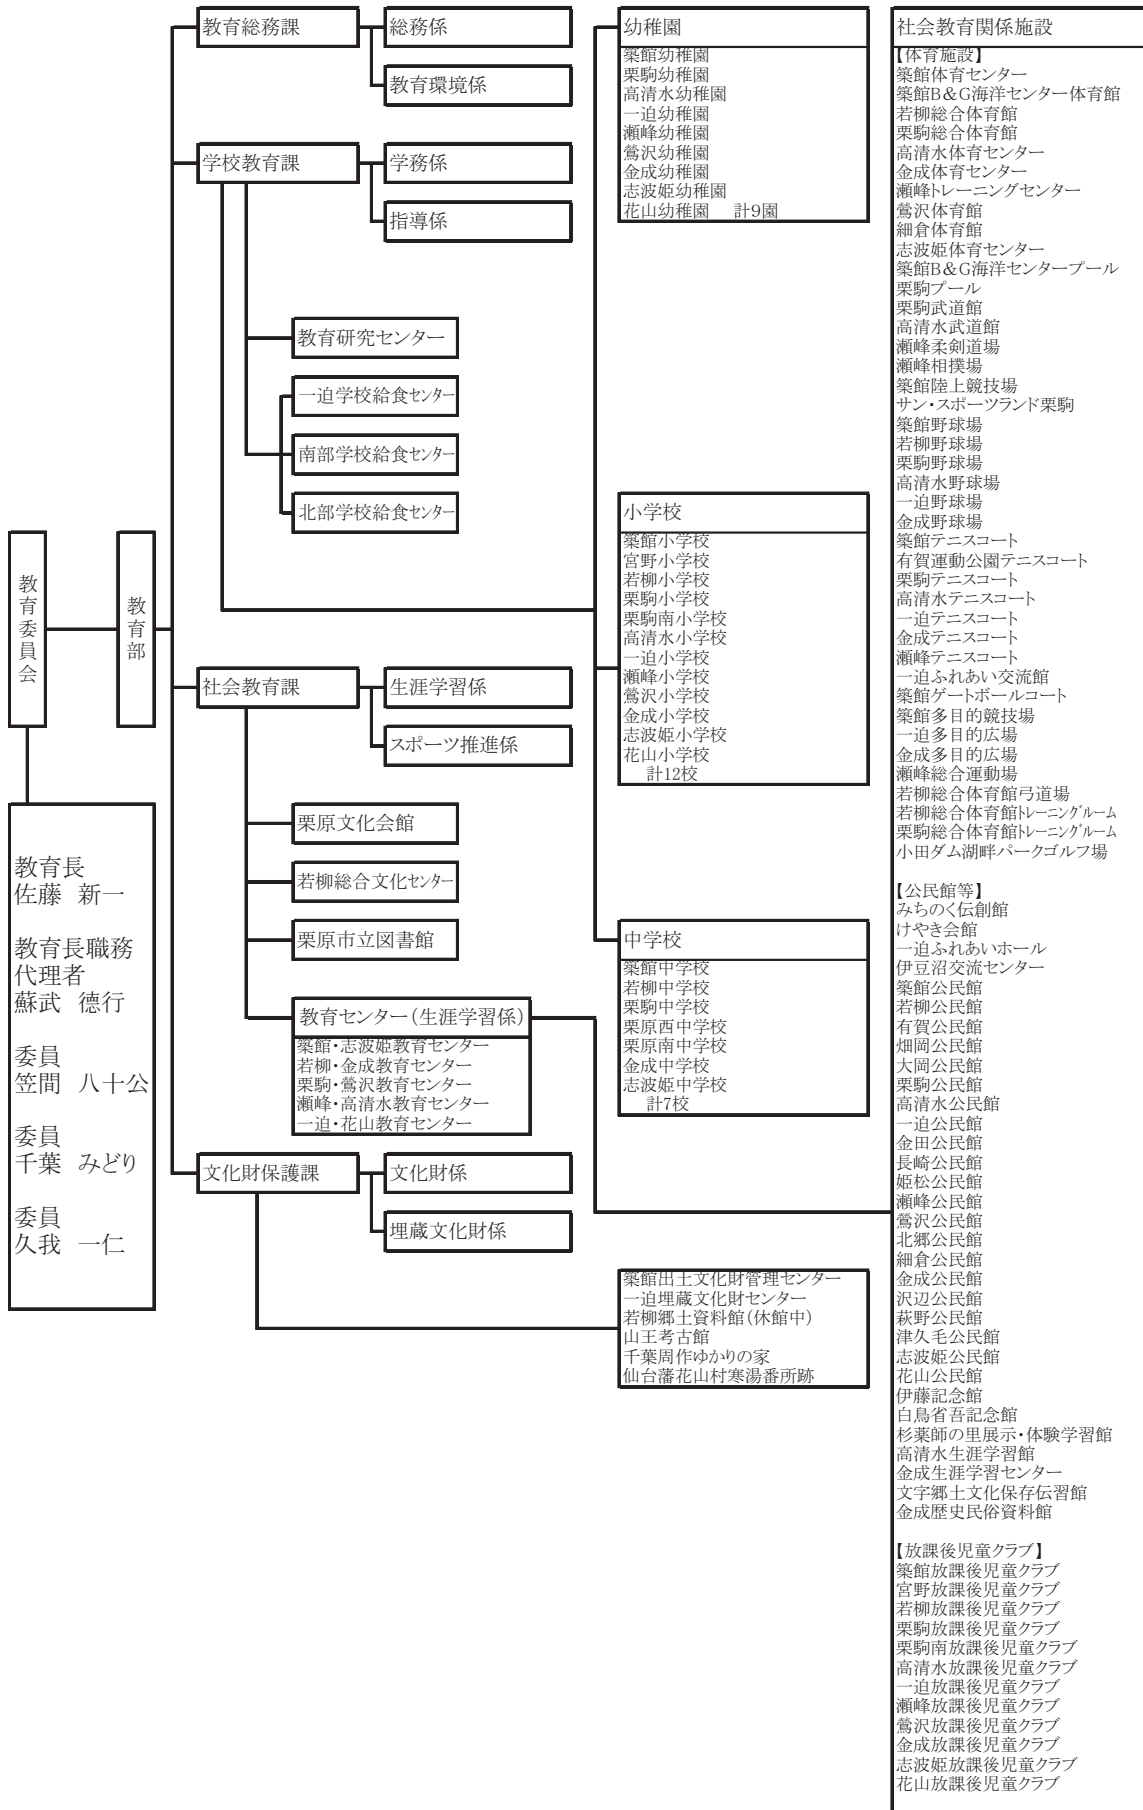 教育委員会
教育部
教育長
佐藤　新一
教育長職務
代理者
蘇武　德行
委員
笠間　八十公
委員
千葉　みどり
委員
久我　一仁
教育総務課
総務係
教育環境係
学校教育課
学務係
指導係
教育研究センター
一迫学校給食センター
南部学校給食センター
北部学校給食センター
社会教育課
生涯学習係
スポーツ推進係
栗原文化会館
若柳総合文化センター
栗原市立図書館
教育センター（生涯学習係）
築館・志波姫教育センター
若柳・金成教育センター
栗駒・鶯沢教育センター
瀬峰・高清水教育センター
一迫・花山教育センター
文化財保護課
文化財係
埋蔵文化財係
幼稚園
築館幼稚園
栗駒幼稚園
高清水幼稚園
一迫幼稚園
瀬峰幼稚園
鶯沢幼稚園
金成幼稚園
志波姫幼稚園
花山幼稚園　計9園
小学校
築館小学校
宮野小学校
若柳小学校
栗駒小学校
栗駒南小学校
高清水小学校
一迫小学校
瀬峰小学校
鶯沢小学校
金成小学校
志波姫小学校
花山小学校
計12校
中学校
築館中学校
若柳中学校
栗駒中学校
栗原西中学校
栗原南中学校
金成中学校
志波姫中学校
計7校
築館出土文化財管理センター
一迫埋蔵文化財センター
若柳郷土資料館（休館中）
山王考古館
千葉周作ゆかりの家
仙台藩花山村寒湯番所跡
社会教育関係施設
【体育施設】
築館体育センター
築館B&G海洋センター体育館
若柳総合体育館
栗駒総合体育館
高清水体育センター
金成体育センター
瀬峰トレーニングセンター
鶯沢体育館
細倉体育館
志波姫体育センター
築館B&G海洋センタープール
栗駒プール
栗駒武道館
高清水武道館
瀬峰柔剣道場
瀬峰相撲場
築館陸上競技場
サン・スポーツランド栗駒
築館野球場
若柳野球場
栗駒野球場
高清水野球場
一迫野球場
金成野球場
築館テニスコート
有賀運動公園テニスコート
栗駒テニスコート
高清水テニスコート
一迫テニスコート
金成テニスコート
瀬峰テニスコート
一迫ふれあい交流館
築館ゲートボールコート
築館多目的競技場
一迫多目的広場
金成多目的広場
瀬峰総合運動場
若柳総合体育館弓道場
若柳総合体育館トレーニングルーム
栗駒総合体育館トレーニングルーム
小田ダム湖畔パークゴルフ場
【公民館等】
みちのく伝創館
けやき会館
一迫ふれあいホール
伊豆沼交流センター
築館公民館
若柳公民館
有賀公民館
畑岡公民館
大岡公民館
栗駒公民館
高清水公民館
一迫公民館
金田公民館
長崎公民館
姫松公民館
瀬峰公民館
鶯沢公民館
北郷公民館
細倉公民館
金成公民館
沢辺公民館
萩野公民館
津久毛公民館
志波姫公民館
花山公民館
伊藤記念館
白鳥省吾記念館
杉薬師の里展示・体験学習館
高清水生涯学習館
金成生涯学習センター
文字郷土文化保存伝習館
金成歴史民俗資料館
【放課後児童クラブ】
築館放課後児童クラブ
宮野放課後児童クラブ
若柳放課後児童クラブ
栗駒放課後児童クラブ
栗駒南放課後児童クラブ
高清水放課後児童クラブ
一迫放課後児童クラブ
瀬峰放課後児童クラブ
鶯沢放課後児童クラブ
金成放課後児童クラブ
志波姫放課後児童クラブ
花山放課後児童クラブ